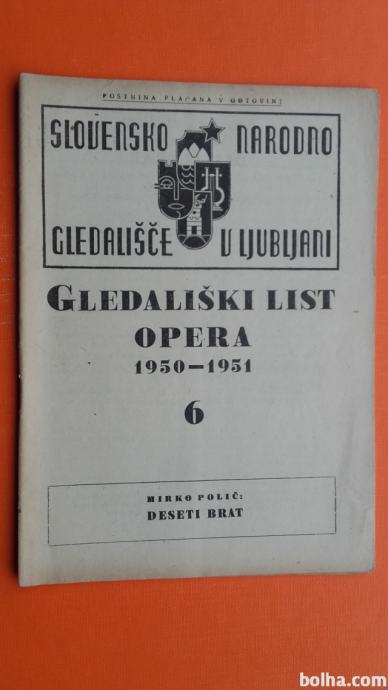 POŠTNINA PLAČANA V GOTOVINI
SLOVENSKO NARODNO
GLEDALIŠČE V LJUBLJANI
GLEDALIŠKI LIST
OPERA
1950—1951
6
MIRKO POLIČ:
DESETI BRAT
bolha.com